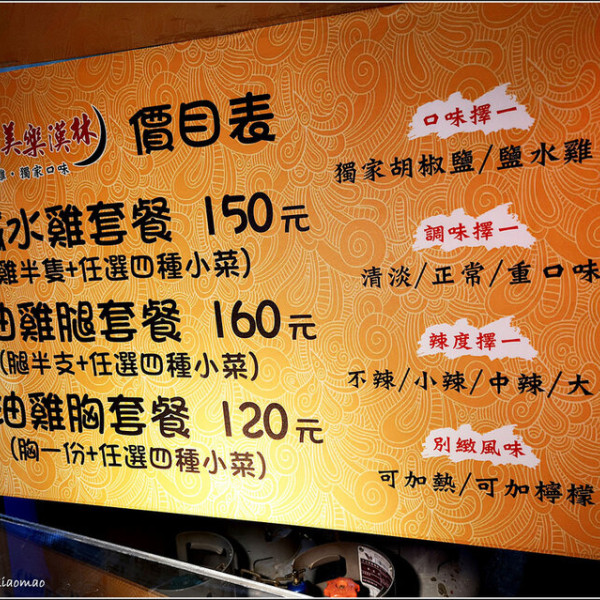 美樂漢林
雞·獨家口味
價目表
水雞套餐 150元
雞半隻+任選四種小菜)
油雞腿套餐 160元
(腿半支+任選四種小菜)
油雞胸套餐 120元
(胸一份+任選四種小菜)
口味擇一
獨家胡椒鹽/鹽水雞
調味擇一
清淡/正常/重口味
辣度擇一
不辣/小辣/中辣/大
別緻風味
可加熱/可加檸檬
iaomao